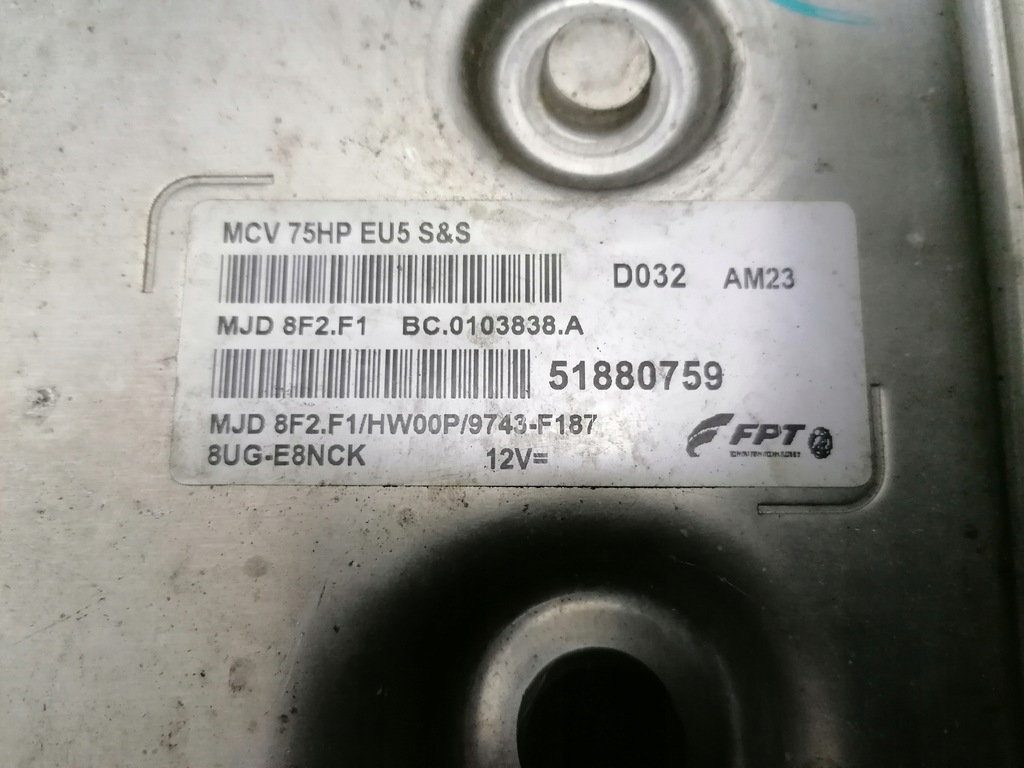 MCV 75HP EU5 S&S
D032 AM23
MJD 8F2.F1 BC.0103838.A
51880759
MJD 8F2.F1/HW00P/9743-F187
8UG-E8NCK 12V=
FPT